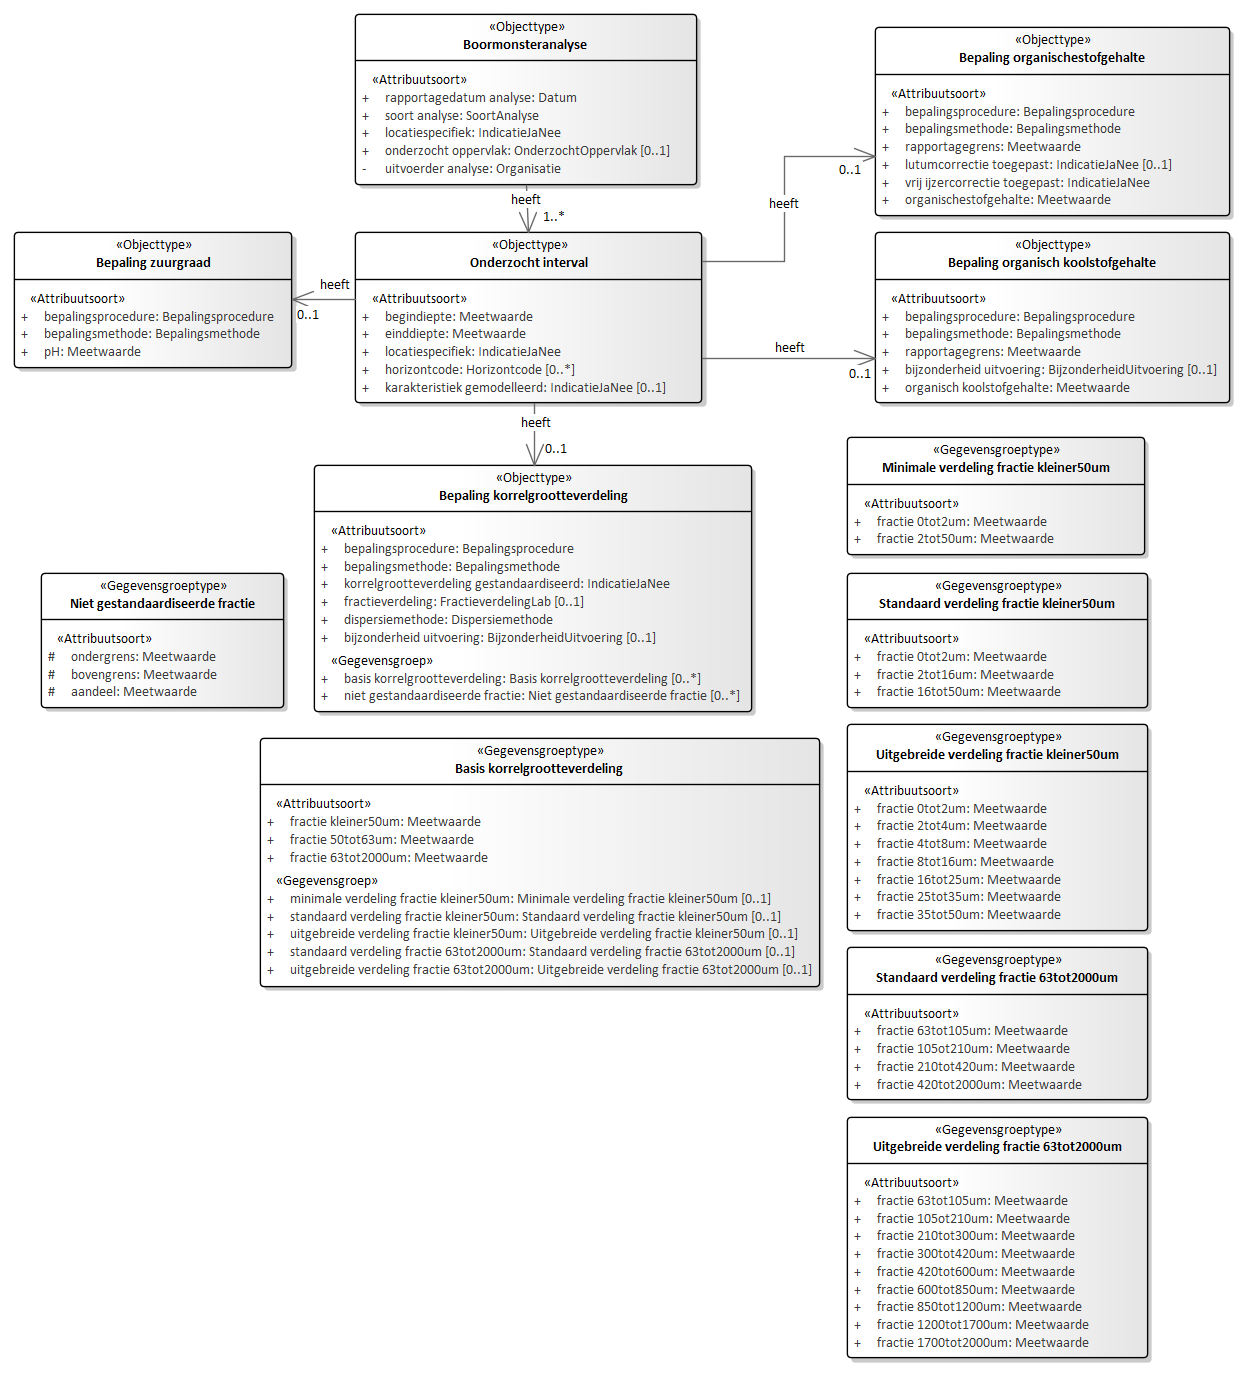 «Objecttype»
Boormonsteranalyse
«Attribuutsoort»
+ rapportagedatum analyse: Datum
+ soort analyse: SoortAnalyse
+ locatiespecifiek: IndicatieJaNee
+ onderzocht oppervlak: OnderzochtOppervlak [0..1]
- uitvoerder analyse: Organisatie
heeft
1..*
«Objecttype»
Bepaling organischestofgehalte
«Attribuutsoort»
+ bepalingsprocedure: Bepalingsprocedure
+ bepalingsmethode: Bepalingsmethode
+ rapportagegrens: Meetwaarde
+ lutumcorrectie toegepast: IndicatieJaNee [0..1]
+ vrij ijzercorrectie toegepast: IndicatieJaNee
+ organischestofgehalte: Meetwaarde
0..1
heeft
«Objecttype»
Bepaling zuurgraad
«Attribuutsoort»
+ bepalingsprocedure: Bepalingsprocedure
+ bepalingsmethode: Bepalingsmethode
+ pH: Meetwaarde
heeft
0..1
«Objecttype»
Onderzocht interval
«Attribuutsoort»
+ begindiepte: Meetwaarde
+ einddiepte: Meetwaarde
+ locatiespecifiek: IndicatieJaNee
+ horizontcode: Horizontcode [0..*]
+ karakteristiek gemodelleerd: IndicatieJaNee [0..1]
heeft
0..1
«Objecttype»
Bepaling organisch koolstofgehalte
«Attribuutsoort»
+ bepalingsprocedure: Bepalingsprocedure
+ bepalingsmethode: Bepalingsmethode
+ rapportagegrens: Meetwaarde
+ bijzonderheid uitvoering: BijzonderheidUitvoering [0..1]
+ organisch koolstofgehalte: Meetwaarde
heeft
0..1
«Objecttype»
Bepaling korrelgrootteverdeling
«Attribuutsoort»
+ bepalingsprocedure: Bepalingsprocedure
+ bepalingsmethode: Bepalingsmethode
+ korrelgrootteverdeling gestandaardiseerd: IndicatieJaNee
+ fractieverdeling: FractieverdelingLab [0..1]
+ dispersiemethode: Dispersiemethode
+ bijzonderheid uitvoering: BijzonderheidUitvoering [0..1]
«Gegevensgroep»
+ basis korrelgrootteverdeling: Basis korrelgrootteverdeling [0..*]
+ niet gestandaardiseerde fractie: Niet gestandaardiseerde fractie [0..*]
«Gegevensgroeptype»
Minimale verdeling fractie kleiner50um
«Attribuutsoort»
+ fractie 0tot2um: Meetwaarde
+ fractie 2tot50um: Meetwaarde
«Gegevensgroeptype»
Niet gestandaardiseerde fractie
«Attribuutsoort»
# ondergrens: Meetwaarde
# bovengrens: Meetwaarde
# aandeel: Meetwaarde
«Gegevensgroeptype»
Standaard verdeling fractie kleiner50um
«Attribuutsoort»
+ fractie 0tot2um: Meetwaarde
+ fractie 2tot16um: Meetwaarde
+ fractie 16tot50um: Meetwaarde
«Gegevensgroeptype»
Basis korrelgrootteverdeling
«Attribuutsoort»
+ fractie kleiner50um: Meetwaarde
+ fractie 50tot63um: Meetwaarde
+ fractie 63tot2000um: Meetwaarde
«Gegevensgroep»
+ minimale verdeling fractie kleiner50um: Minimale verdeling fractie kleiner50um [0..1]
+ standaard verdeling fractie kleiner50um: Standaard verdeling fractie kleiner50um [0..1]
+ uitgebreide verdeling fractie kleiner50um: Uitgebreide verdeling fractie kleiner50um [0..1]
+ standaard verdeling fractie 63tot2000um: Standaard verdeling fractie 63tot2000um [0..1]
+ uitgebreide verdeling fractie 63tot2000um: Uitgebreide verdeling fractie 63tot2000um [0..1]
«Gegevensgroeptype»
Uitgebreide verdeling fractie kleiner50um
«Attribuutsoort»
+ fractie 0tot2um: Meetwaarde
+ fractie 2tot4um: Meetwaarde
+ fractie 4tot8um: Meetwaarde
+ fractie 8tot16um: Meetwaarde
+ fractie 16tot25um: Meetwaarde
+ fractie 25tot35um: Meetwaarde
+ fractie 35tot50um: Meetwaarde
«Gegevensgroeptype»
Standaard verdeling fractie 63tot2000um
«Attribuutsoort»
+ fractie 63tot105um: Meetwaarde
+ fractie 105ot210um: Meetwaarde
+ fractie 210tot420um: Meetwaarde
+ fractie 420tot2000um: Meetwaarde
«Gegevensgroeptype»
Uitgebreide verdeling fractie 63tot2000um
«Attribuutsoort»
+ fractie 63tot105um: Meetwaarde
+ fractie 105ot210um: Meetwaarde
+ fractie 210tot300um: Meetwaarde
+ fractie 300tot420um: Meetwaarde
+ fractie 420tot600um: Meetwaarde
+ fractie 600tot850um: Meetwaarde
+ fractie 850tot1200um: Meetwaarde
+ fractie 1200tot1700um: Meetwaarde
+ fractie 1700tot2000um: Meetwaarde